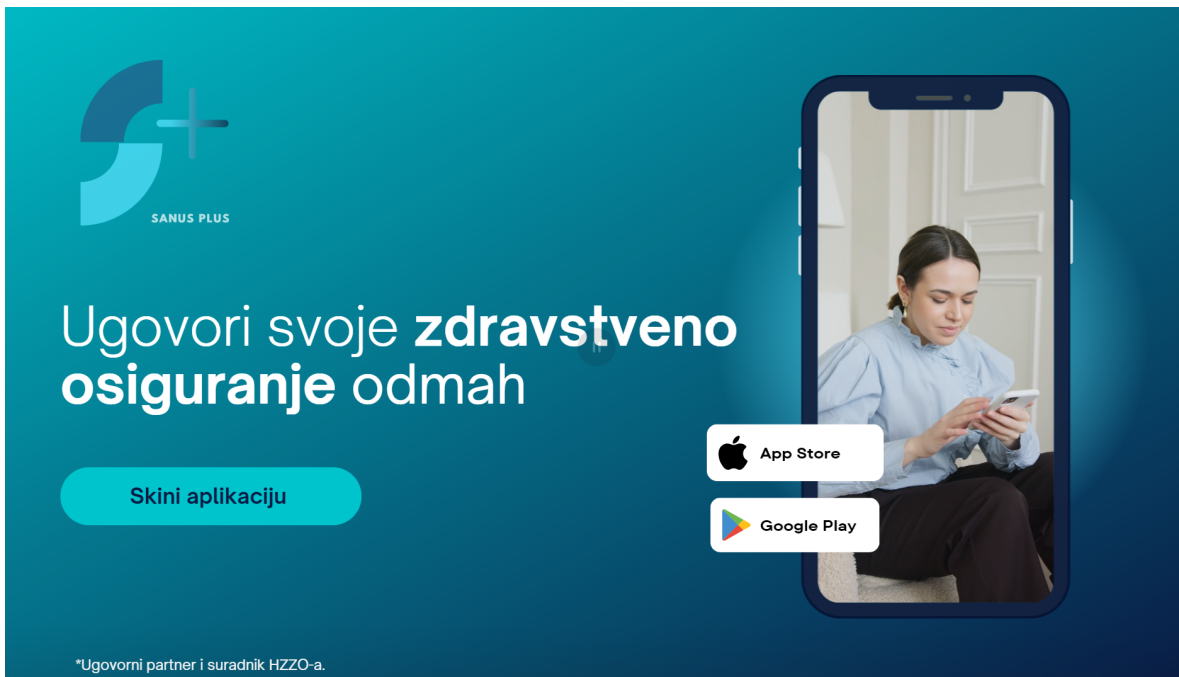 SANUS PLUS
Ugovori svoje zdravstveno
osiguranje odmah
Skini aplikaciju
App Store
Google Play
*Ugovorni partner i suradnik HZZO-a.